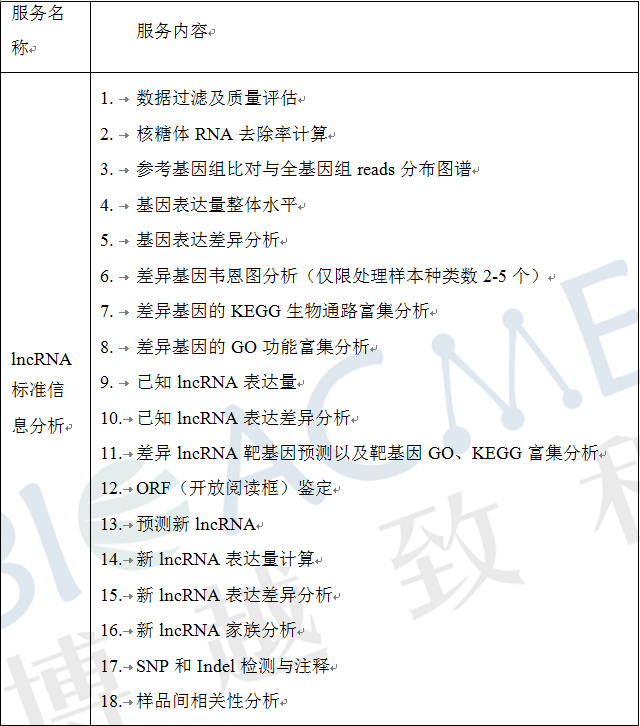 服务名
称
服务内容
lncRNA
标准信
息分析
1. 数据过滤及质量评估
2. 核糖体 RNA 去除率计算
3. 参考基因组比对与全基因组 reads 分布图谱
4. 基因表达量整体水平
5. 基因表达差异分析
6. 差异基因韦恩图分析（仅限处理样本种类数 2-5 个）
7. 差异基因的 KEGG 生物通路富集分析
8. 差异基因的 GO 功能富集分析
9. 已知 lncRNA 表达量
10. 已知 lncRNA 表达差异分析
11. 差异 lncRNA 靶基因预测以及靶基因 GO、KEGG 富集分析
12. ORF（开放阅读框）鉴定
13. 预测新 lncRNA
14. 新 lncRNA 表达量计算
15. 新 lncRNA 表达差异分析
16. 新 lncRNA 家族分析
17. SNP 和 Indel 检测与注释
18. 样品间相关性分析
BIOACME
博越致和